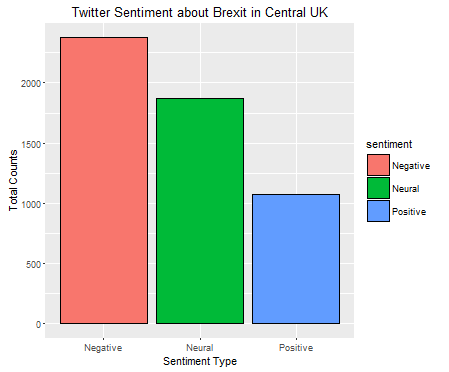 Twitter Sentiment about Brexit in Central UK
Total Counts
2000
1500
1000
500
0
Negative
Neural
Positive
Sentiment Type
sentiment
Negative
Neural
Positive